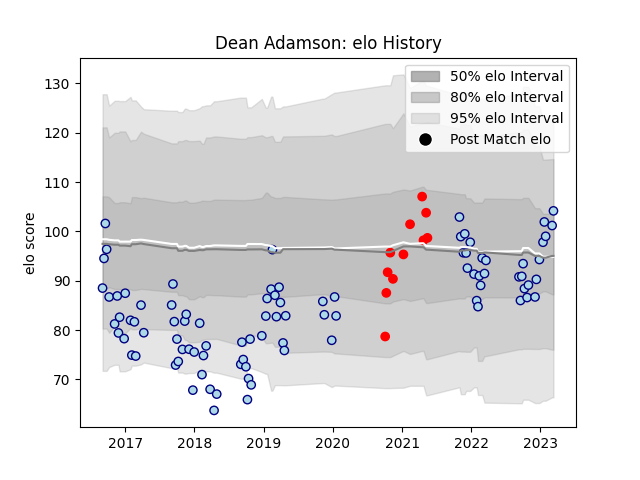 Dean Adamson: elo History
50% elo Interval
80% elo Interval
95% elo Interval
Post Match elo
elo score
130
120
110
100
90
80
70
2017 2018 2019 2020 2021 2022 2023